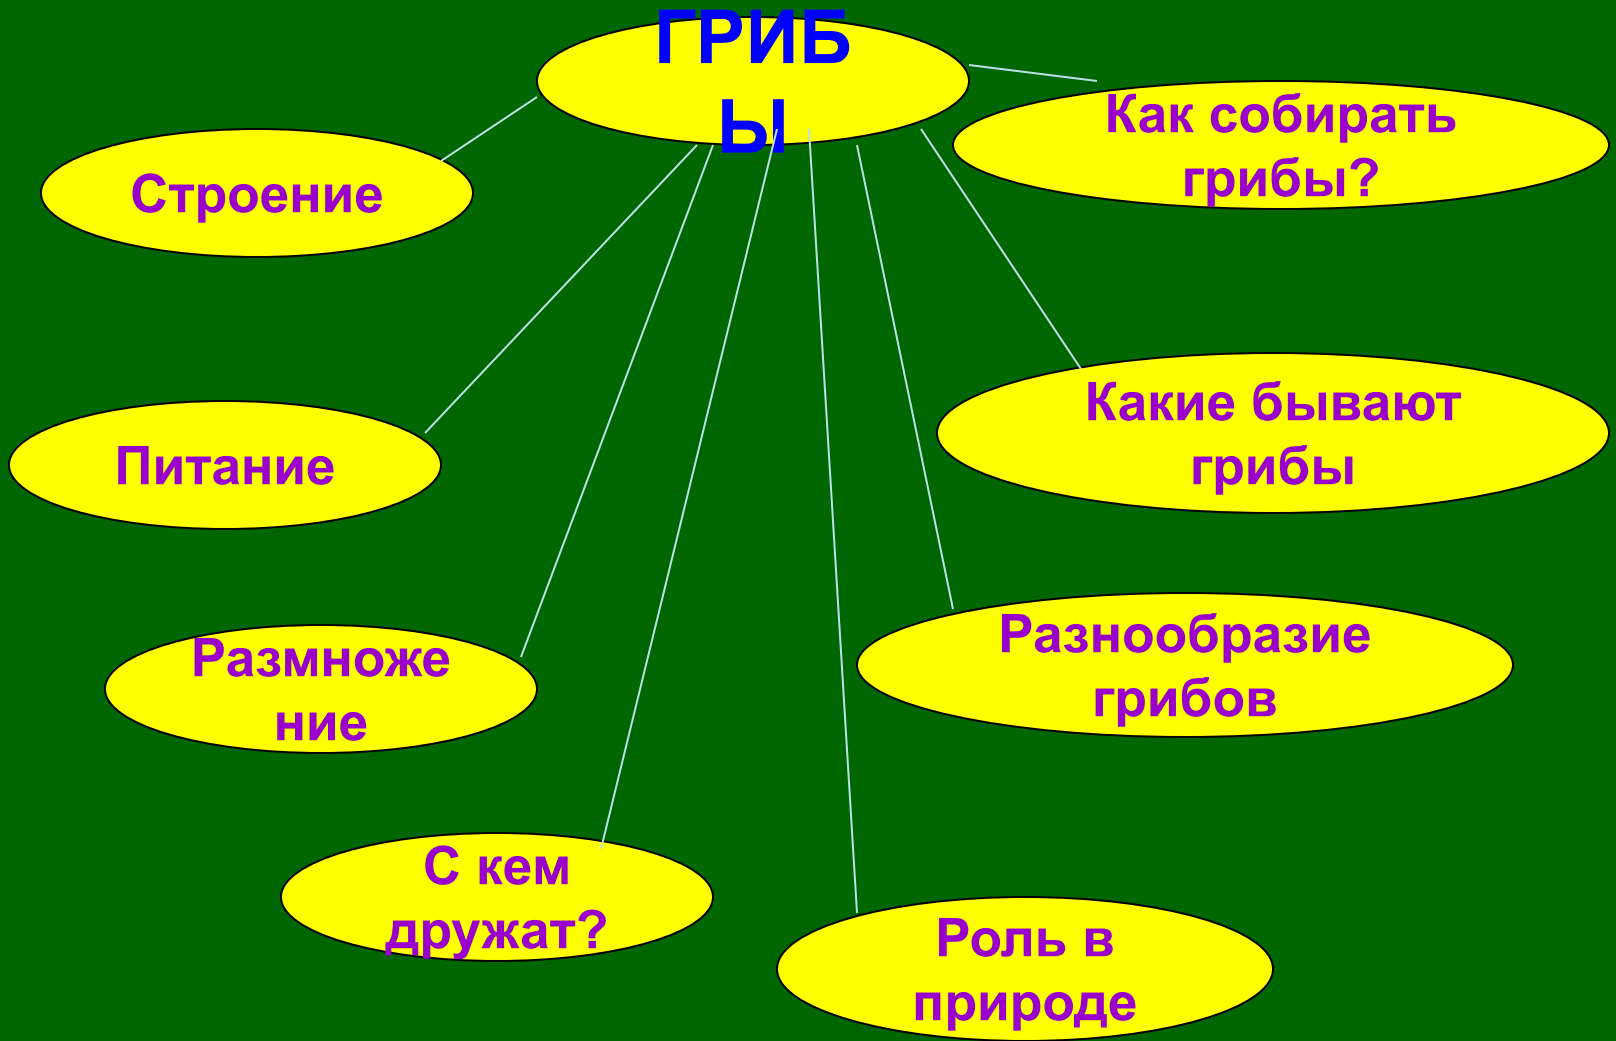 ГРИБ
Ы
Как собирать
грибы?
Строение
Какие бывают
грибы
Питание
Разнообразие
грибов
Размноже
ние
С кем
дружат?
Роль в
природе